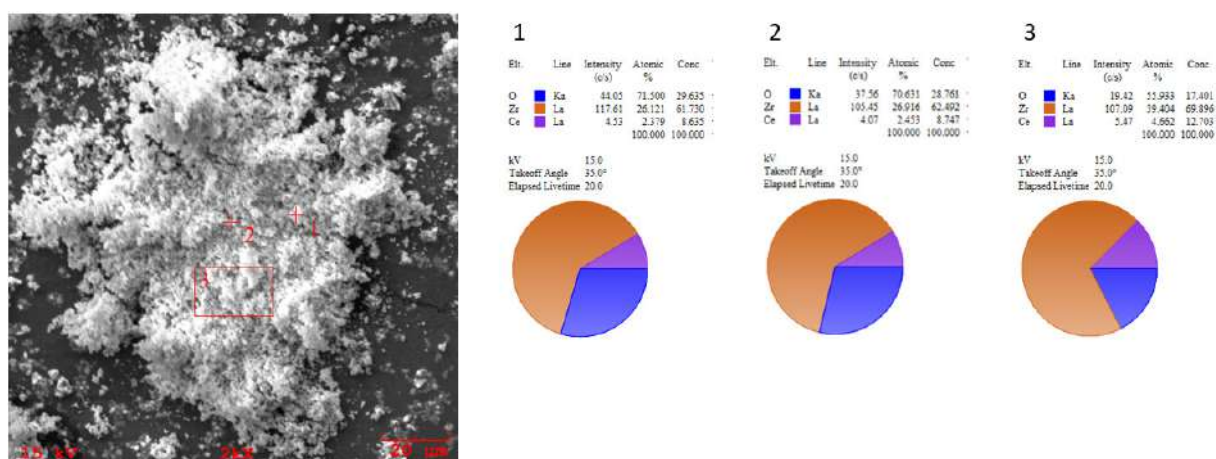 1
Elt. Line Intensity Atomic Conc
(c/s) %
O Ka 44.05 71.500 29.635
Zr La 117.61 26.121 61.730
Ce La 4.53 2.379 8.635
100.000 100.000
kV 15.0
Takeoff Angle 35.0°
Elapsed Livetime 20.0
2
Elt. Line Intensity Atomic Conc
(c/s) %
O Ka 37.56 70.631 28.761
Zr La 105.45 26.916 62.492
Ce La 4.07 2.453 8.747
100.000 100.000
kV 15.0
Takeoff Angle 35.0°
Elapsed Livetime 20.0
3
Elt. Line Intensity Atomic Conc
(c/s) %
O Ka 19.42 55.933 17.401
Zr La 107.09 39.404 69.896
Ce La 5.47 4.662 12.703
100.000 100.000
kV 15.0
Takeoff Angle 35.0°
Elapsed Livetime 20.0
2 1
3
15 kV 2kX 20 µm